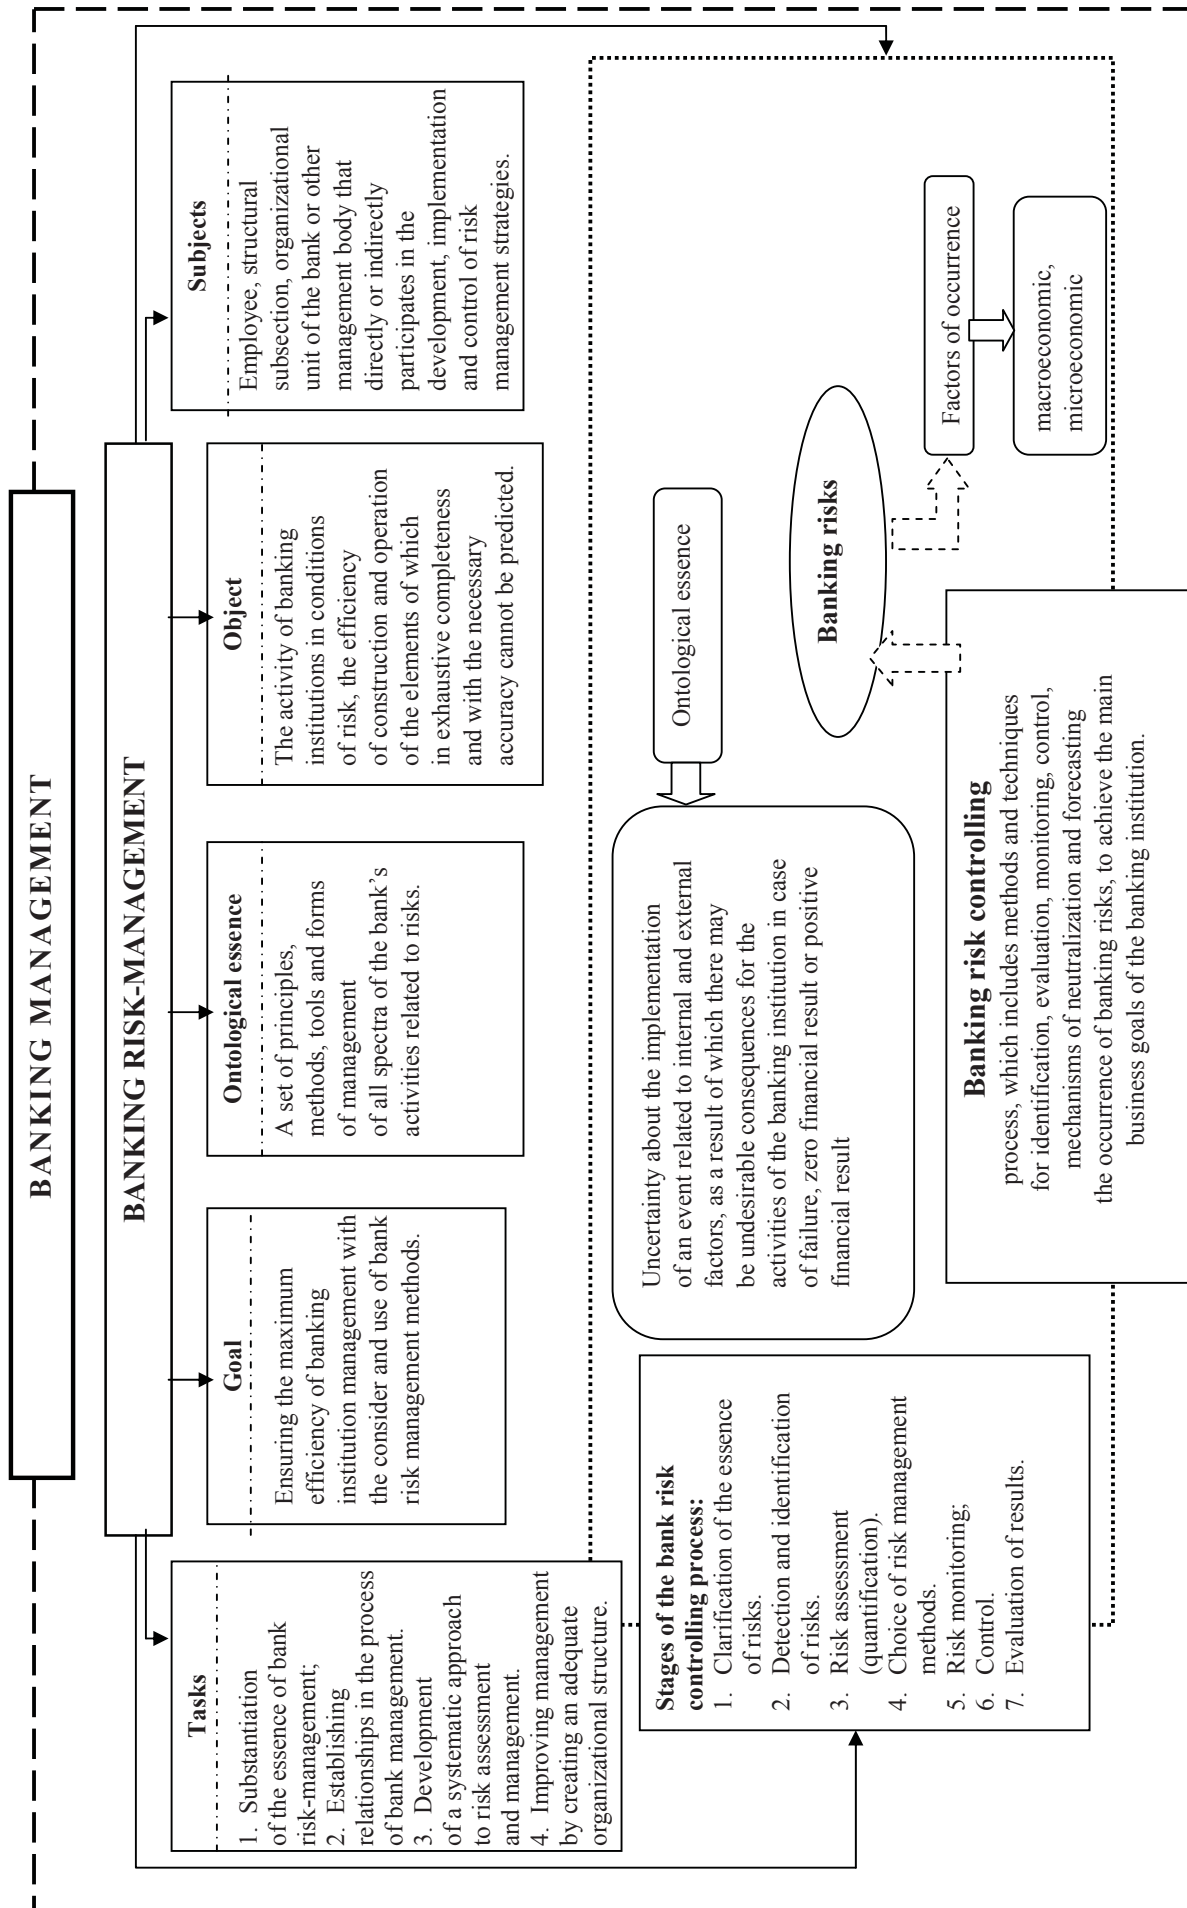 BANKING MANAGEMENT
BANKING RISK-MANAGEMENT
Tasks
1. Substantiation
of the essence of bank
risk-management;
2. Establishing
relationships in the process
of bank management.
3. Development
of a systematic approach
to risk assessment
and management.
4. Improving management
by creating an adequate
organizational structure.
Goal
Ensuring the maximum
efficiency of banking
institution management with
the consider and use of bank
risk management methods.
Ontological essence
A set of principles,
methods, tools and forms
of management
of all spectra of the bank’s
activities related to risks.
Object
The activity of banking
institutions in conditions
of risk, the efficiency
of construction and operation
of the elements of which
in exhaustive completeness
and with the necessary
accuracy cannot be predicted.
Subjects
Employee, structural
subsection, organizational
unit of the bank or other
management body that
directly or indirectly
participates in the
development, implementation
and control of risk
management strategies.
Stages of the bank risk
controlling process:
1. Clarification of the essence
of risks.
2. Detection and identification
of risks.
3. Risk assessment
(quantification).
4. Choice of risk management
methods.
5. Risk monitoring;
6. Control.
7. Evaluation of results.
Uncertainty about the implementation
of an event related to internal and external
factors, as a result of which there may
be undesirable consequences for the
activities of the banking institution in case
of failure, zero financial result or positive
financial result
Ontological essence
Banking risks
Factors of occurrence
macroeconomic,
microeconomic
Banking risk controlling
process, which includes methods and techniques
for identification, evaluation, monitoring, control,
mechanisms of neutralization and forecasting
the occurrence of banking risks, to achieve the main
business goals of the banking institution.